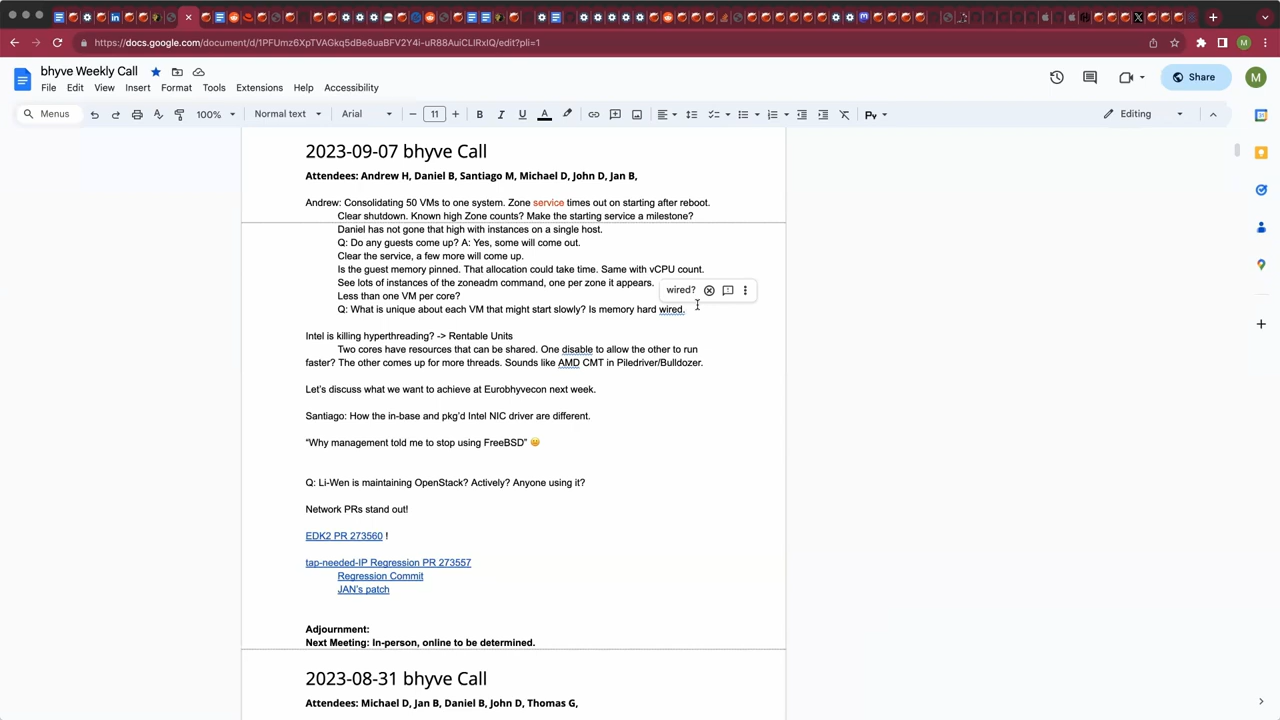 https://docs.google.com/document/d/1PFUmz6XpTVAGkq5dBe8uaBFV2Y4i-uR88AuiCLIRxIQ/edit?pli=1
bhyve Weekly Call
File Edit View Insert Format Tools Extensions Help Accessibility
Share
M
Menus
100%
Normal text
Arial
11
Editing
2023-09-07 bhyve Call
Attendees: Andrew H, Daniel B, Santiago M, Michael D, John D, Jan B,
Andrew: Consolidating 50 VMs to one system. Zone service times out on starting after reboot.
Clear shutdown. Known high Zone counts? Make the starting service a milestone?
Daniel has not gone that high with instances on a single host.
Q: Do any guests come up? A: Yes, some will come out.
Clear the service, a few more will come up.
Is the guest memory pinned. That allocation could take time. Same with vCPU count.
See lots of instances of the zoneadm command, one per zone it appears.
wired?
Less than one VM per core?
Q: What is unique about each VM that might start slowly? Is memory hard wired.
Intel is killing hyperthreading? -> Rentable Units
Two cores have resources that can be shared. One disable to allow the other to run
faster? The other comes up for more threads. Sounds like AMD CMT in Piledriver/Bulldozer.
Let's discuss what we want to achieve at Eurobhyvecon next week.
Santiago: How the in-base and pkg'd Intel NIC driver are different.
“Why management told me to stop using FreeBSD” 🙂
Q: Li-Wen is maintaining OpenStack? Actively? Anyone using it?
Network PRs stand out!
EDK2 PR 273560 !
tap-needed-IP Regression PR 273557
Regression Commit
JAN's patch
Adjournment:
Next Meeting: In-person, online to be determined.
2023-08-31 bhyve Call
Attendees: Michael D, Jan B, Daniel B, John D, Thomas G,